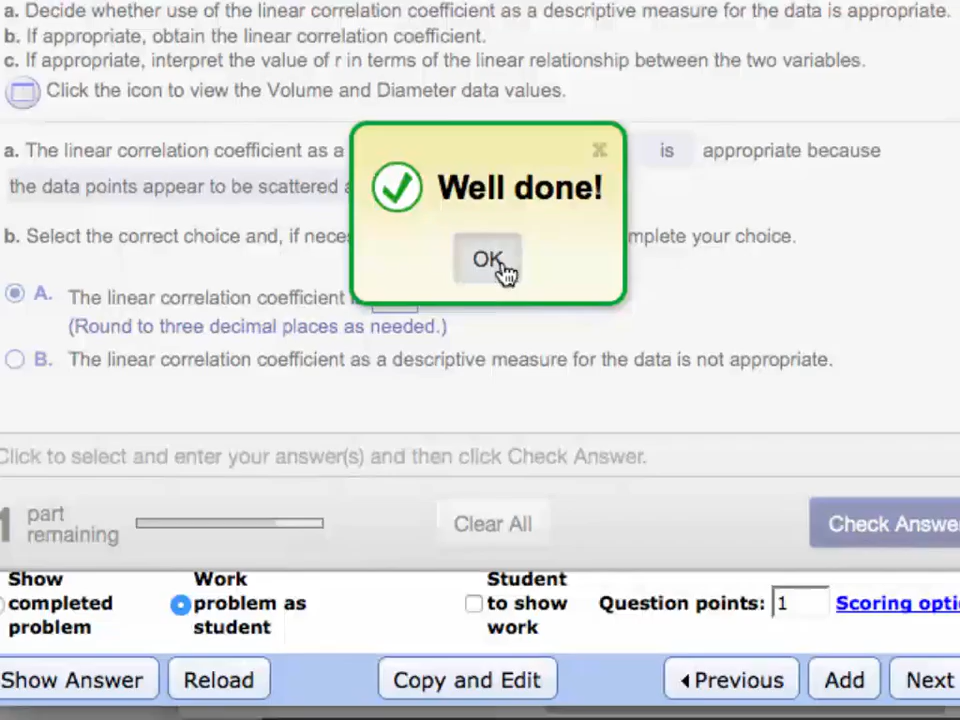 a. Decide whether use of the linear correlation coefficient as a descriptive measure for the data is appropriate.
b. If appropriate, obtain the linear correlation coefficient.
c. If appropriate, interpret the value of r in terms of the linear relationship between the two variables.
Click the icon to view the Volume and Diameter data values.
a. The linear correlation coefficient as a is appropriate because
the data points appear to be scattered
Well done!
OK
b. Select the correct choice and, if mplete your choice.
A. The linear correlation coefficient
(Round to three decimal places as needed.)
B. The linear correlation coefficient as a descriptive measure for the data is not appropriate.
Click to select and enter your answer(s) and then click Check Answer.
1 part remaining
Clear All
Check Answe
Show completed problem
Work problem as student
Student to show work
Question points: 1
Scoring opti
Show Answer
Reload
Copy and Edit
Previous
Add
Next